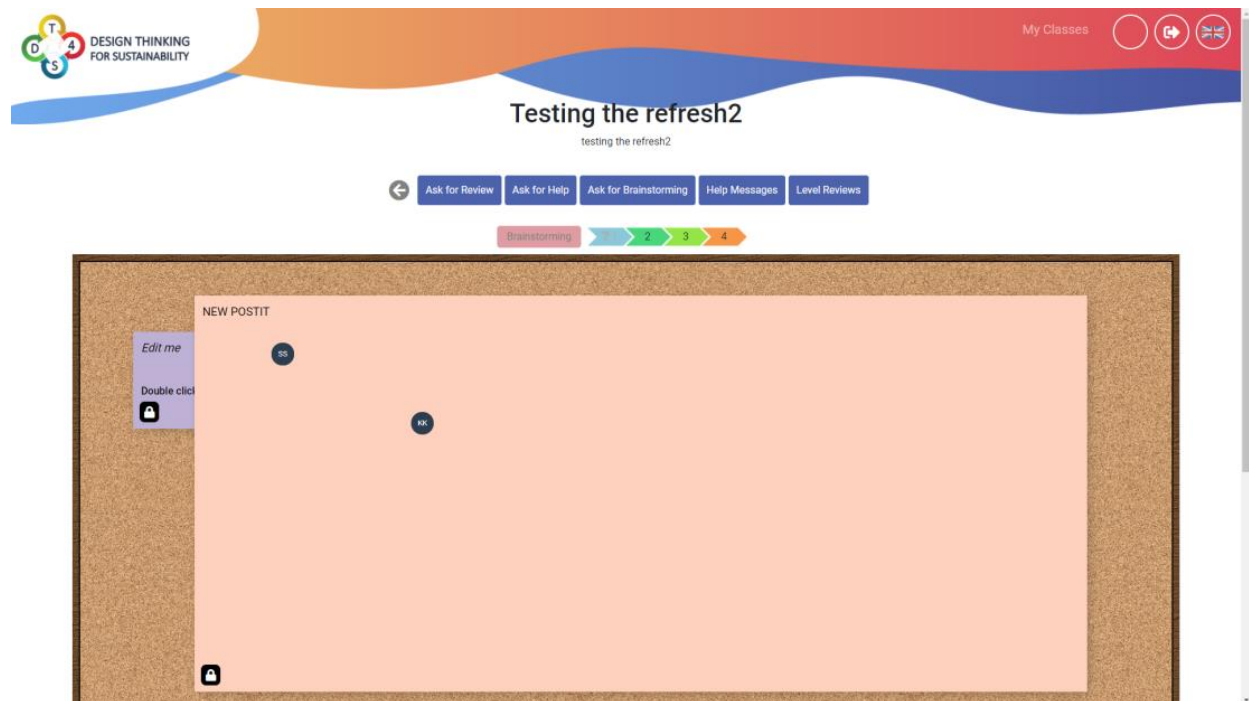 T
D 4
S
DESIGN THINKING
FOR SUSTAINABILITY
My Classes
Testing the refresh2
testing the refresh2
Ask for Review
Ask for Help
Ask for Brainstorming
Help Messages
Level Reviews
Brainstorming
2
3
4
NEW POSTIT
Edit me
SS
Double clic
KK